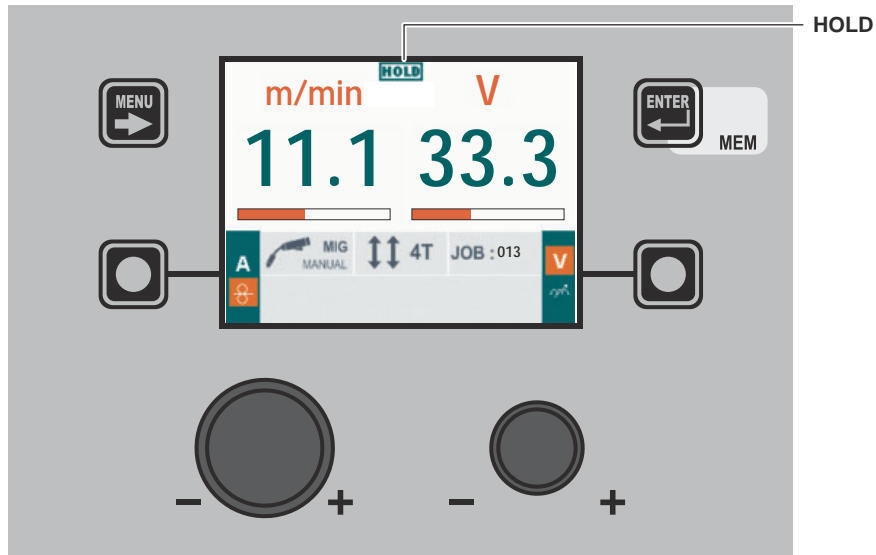 HOLD
HOLD
m/min V
MENU
ENTER
MEM
11.1 33.3
A
MIG
MANUAL
4T
JOB : 013
V
− + − +